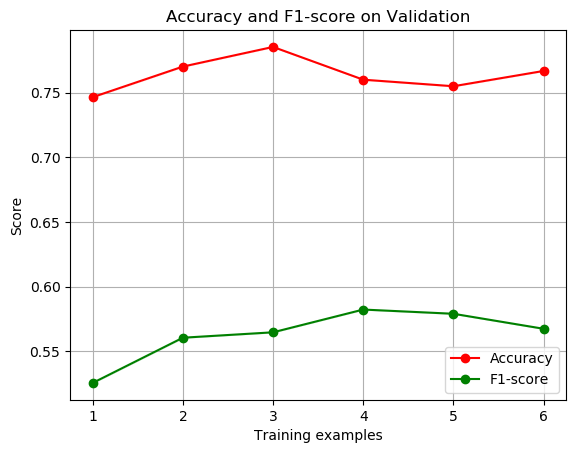 Accuracy and F1-score on Validation
Score
0.75
0.70
0.65
0.60
0.55
Accuracy
F1-score
1 2 3 4 5 6
Training examples